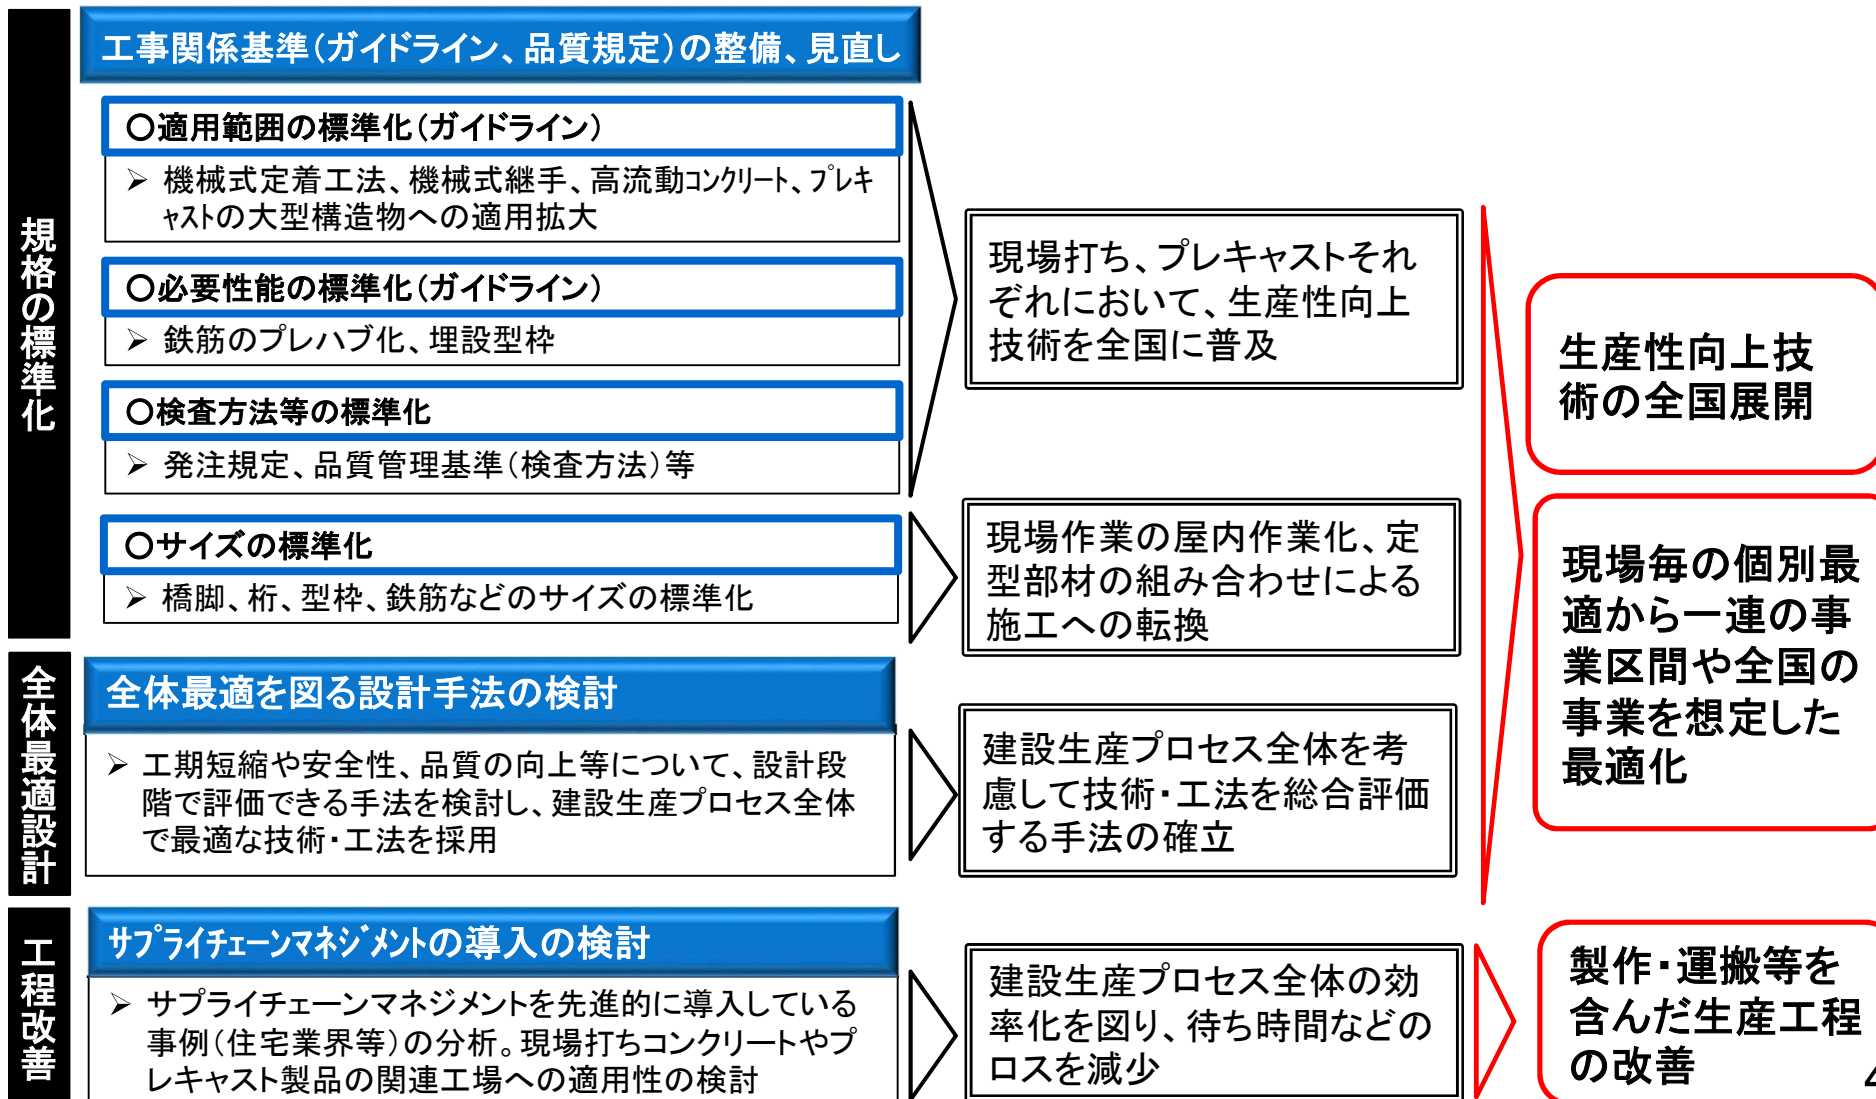 規格の標準化
工事関係基準(ガイドライン、品質規定)の整備、見直し
○適用範囲の標準化(ガイドライン)
➢ 機械式定着工法、機械式継手、高流動ｺﾝｸﾘｰﾄ、ﾌﾟﾚｷ
ｬｽﾄの大型構造物への適用拡大
○必要性能の標準化(ガイドライン)
➢ 鉄筋のプレハブ化、埋設型枠
○検査方法等の標準化
➢ 発注規定、品質管理基準(検査方法)等
○サイズの標準化
➢ 橋脚、桁、型枠、鉄筋などのサイズの標準化
現場打ち、プレキャストそれ
ぞれにおいて、生産性向上
技術を全国に普及
現場作業の屋内作業化、定
型部材の組み合わせによる
施工への転換
全体最適設計
全体最適を図る設計手法の検討
➢ 工期短縮や安全性、品質の向上等について、設計段
階で評価できる手法を検討し、建設生産プロセス全体
で最適な技術・工法を採用
建設生産プロセス全体を考
慮して技術・工法を総合評価
する手法の確立
生産性向上技
術の全国展開
現場毎の個別最
適から一連の事
業区間や全国の
事業を想定した
最適化
工程改善
ｻﾌﾟﾗｲﾁｪｰﾝﾏﾈｼﾞﾒﾝﾄの導入の検討
➢ サプライチェーンマネジメントを先進的に導入している
事例(住宅業界等)の分析。現場打ちコンクリートやプ
レキャスト製品の関連工場への適用性の検討
建設生産プロセス全体の効
率化を図り、待ち時間などの
ロスを減少
製作・運搬等を
含んだ生産工程
の改善